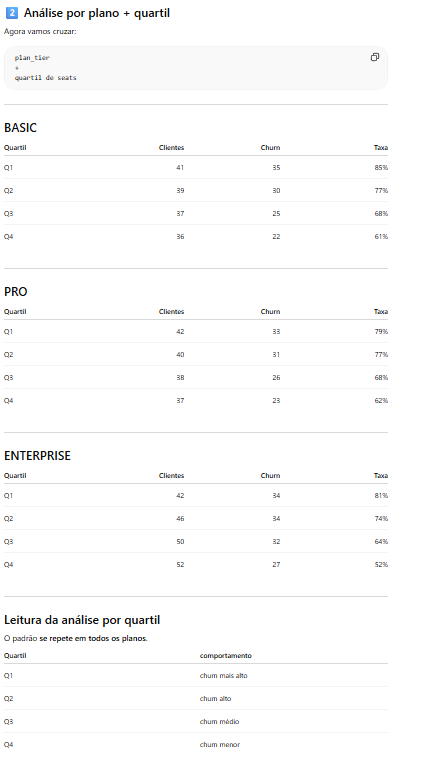 2 Análise por plano + quartil
Agora vamos cruzar:
plan_tier
+
quartil de seats
BASIC
Quartil Clientes Churn Taxa
Q1 41 35 85%
Q2 39 30 77%
Q3 37 25 68%
Q4 36 22 61%
PRO
Quartil Clientes Churn Taxa
Q1 42 33 79%
Q2 40 31 77%
Q3 38 26 68%
Q4 37 23 62%
ENTERPRISE
Quartil Clientes Churn Taxa
Q1 42 34 81%
Q2 46 34 74%
Q3 50 32 64%
Q4 52 27 52%
Leitura da análise por quartil
O padrão se repete em todos os planos.
Quartil comportamento
Q1 churn mais alto
Q2 churn alto
Q3 churn médio
Q4 churn menor